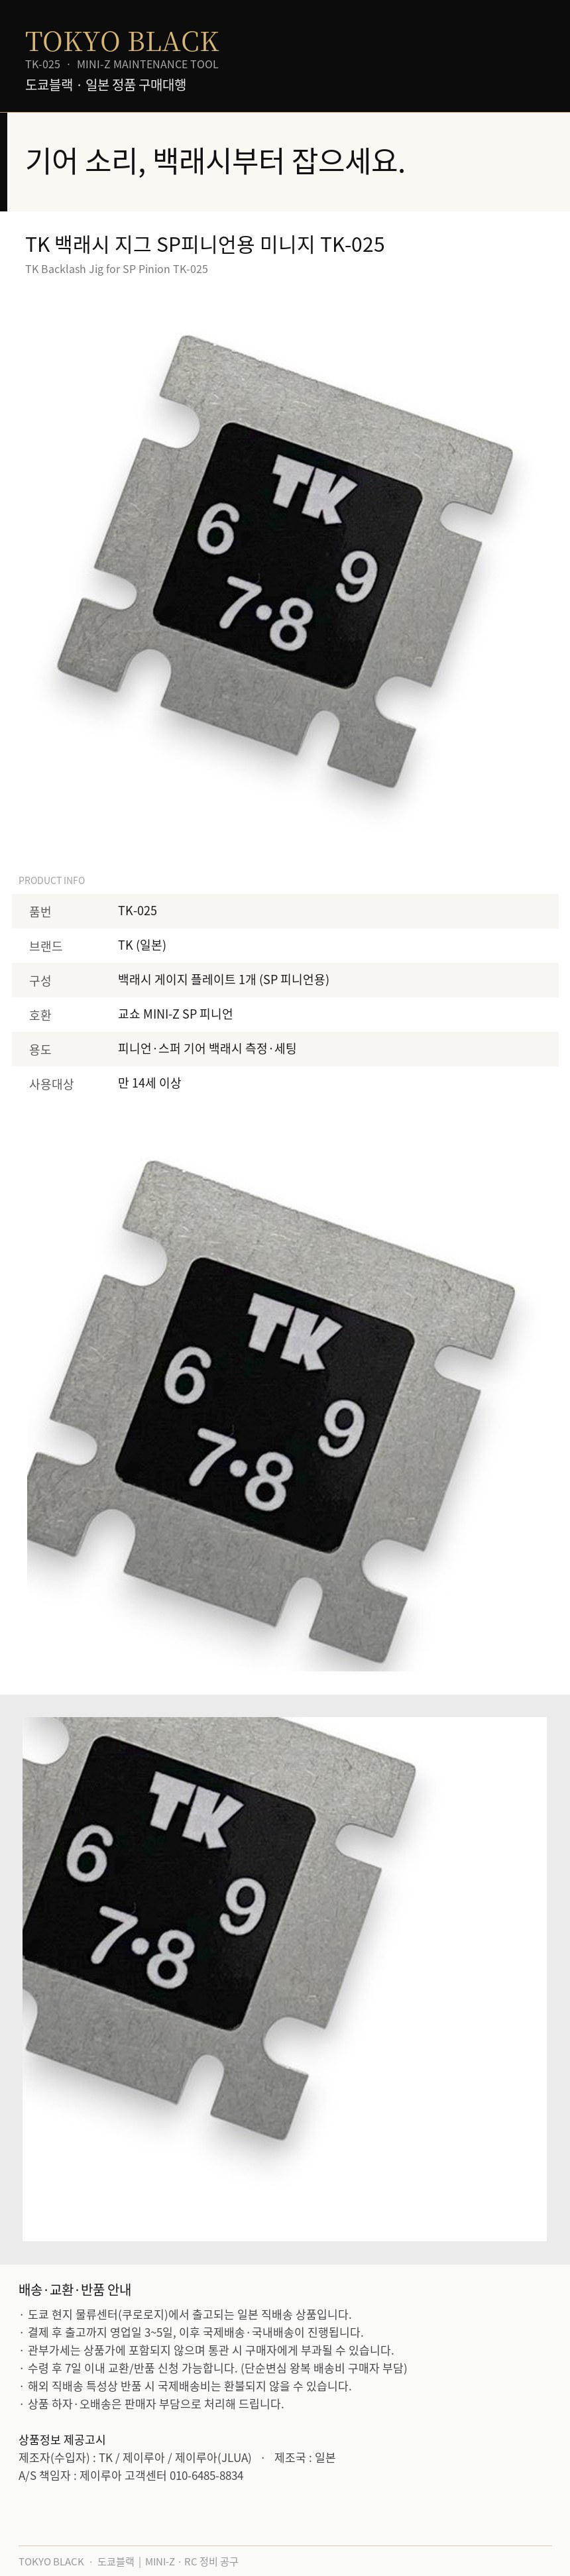 TOKYO BLACK
TK-025 · MINI-Z MAINTENANCE TOOL
도쿄블랙 · 일본 정품 구매대행
기어 소리, 백래시부터 잡으세요.
TK 백래시 지그 SP피니언용 미니지 TK-025
TK Backlash Jig for SP Pinion TK-025
TK
6
9
7·8
PRODUCT INFO
품번 TK-025
브랜드 TK (일본)
구성 백래시 게이지 플레이트 1개 (SP 피니언용)
호환 교쇼 MINI-Z SP 피니언
용도 피니언·스퍼 기어 백래시 측정·세팅
사용대상 만 14세 이상
TK
6
9
7·8
TK
6
9
7·8
배송·교환·반품 안내
· 도쿄 현지 물류센터(쿠로로지)에서 출고되는 일본 직배송 상품입니다.
· 결제 후 출고까지 영업일 3~5일, 이후 국제배송·국내배송이 진행됩니다.
· 관부가세는 상품가에 포함되지 않으며 통관 시 구매자에게 부과될 수 있습니다.
· 수령 후 7일 이내 교환/반품 신청 가능합니다. (단순변심 왕복 배송비 구매자 부담)
· 해외 직배송 특성상 반품 시 국제배송비는 환불되지 않을 수 있습니다.
· 상품 하자·오배송은 판매자 부담으로 처리해 드립니다.
상품정보 제공고시
제조자(수입자) : TK / 제이루아 / 제이루아(JLUA) · 제조국 : 일본
A/S 책임자 : 제이루아 고객센터 010-6485-8834
TOKYO BLACK · 도쿄블랙 | MINI-Z · RC 정비 공구